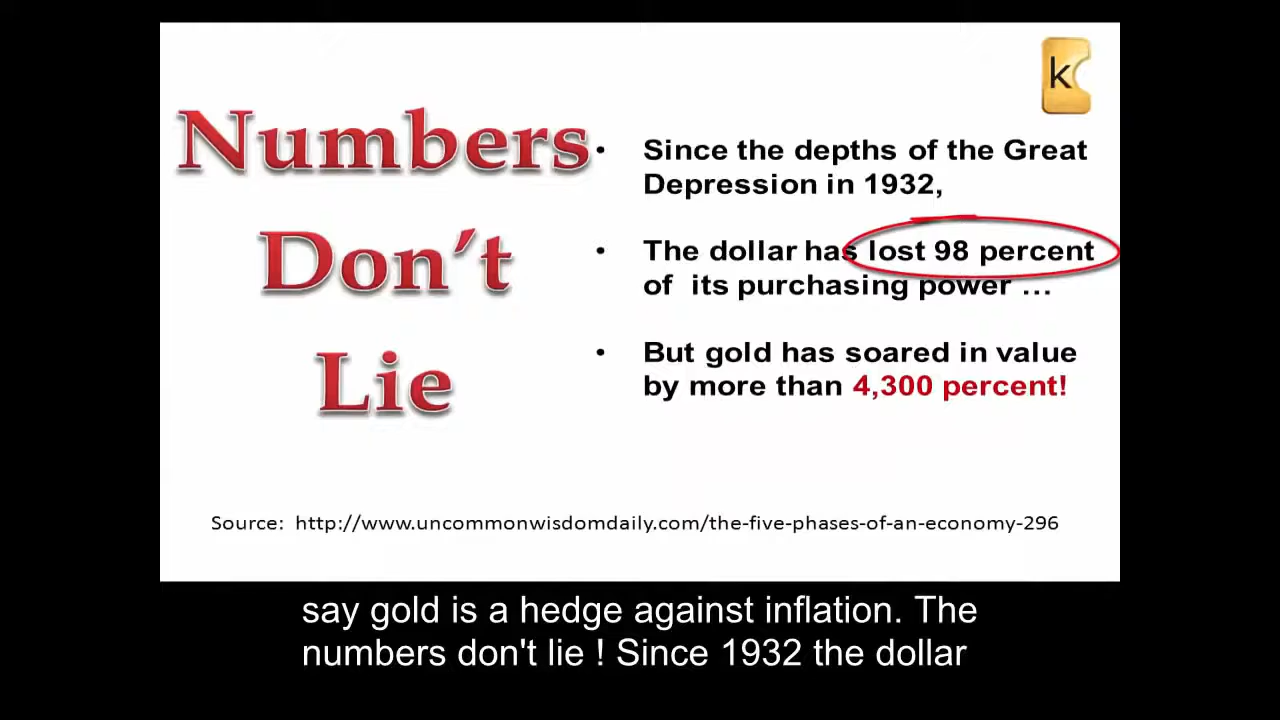 k
Numbers
Don't
Lie
• Since the depths of the Great
Depression in 1932,
• The dollar has lost 98 percent
of its purchasing power …
• But gold has soared in value
by more than 4,300 percent!
Source: http://www.uncommonwisdomdaily.com/the-five-phases-of-an-economy-296
say gold is a hedge against inflation. The
numbers don't lie ! Since 1932 the dollar